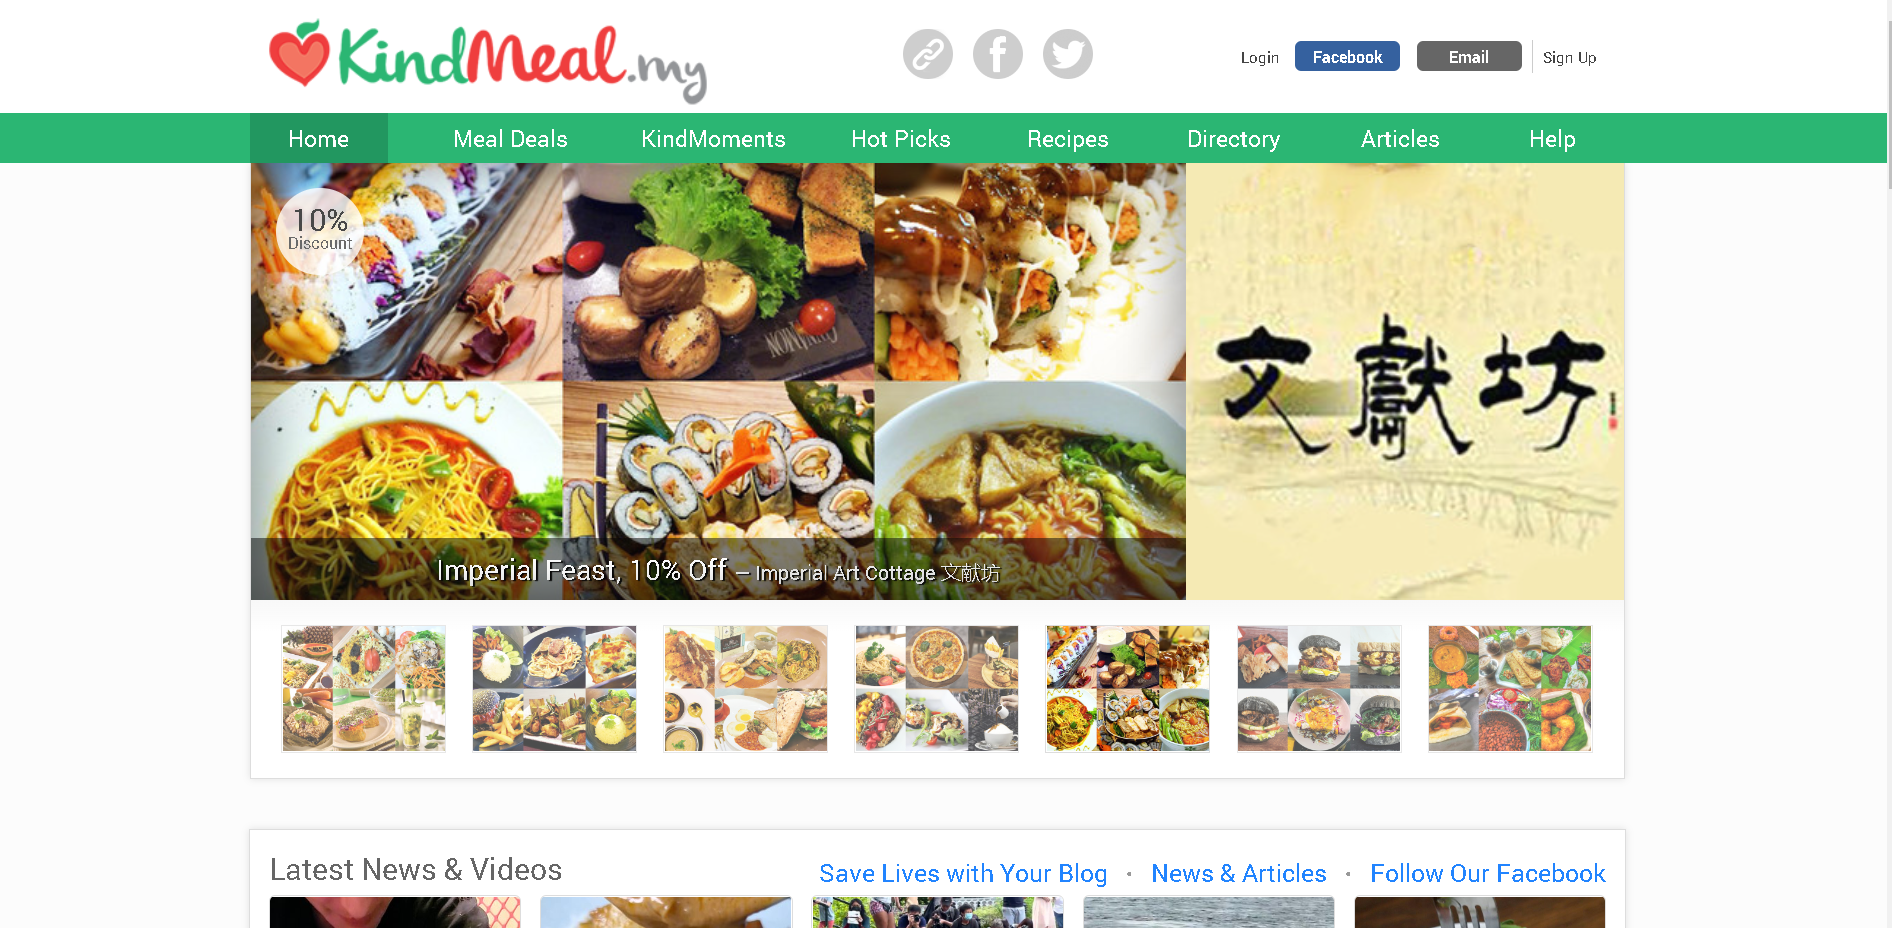 KindMeal.my
Login
Facebook
Email
Sign Up
Home
Meal Deals
KindMoments
Hot Picks
Recipes
Directory
Articles
Help
10%
Discount
文獻坊
Imperial Feast, 10% Off – Imperial Art Cottage 文献坊
Latest News & Videos
Save Lives with Your Blog • News & Articles • Follow Our Facebook